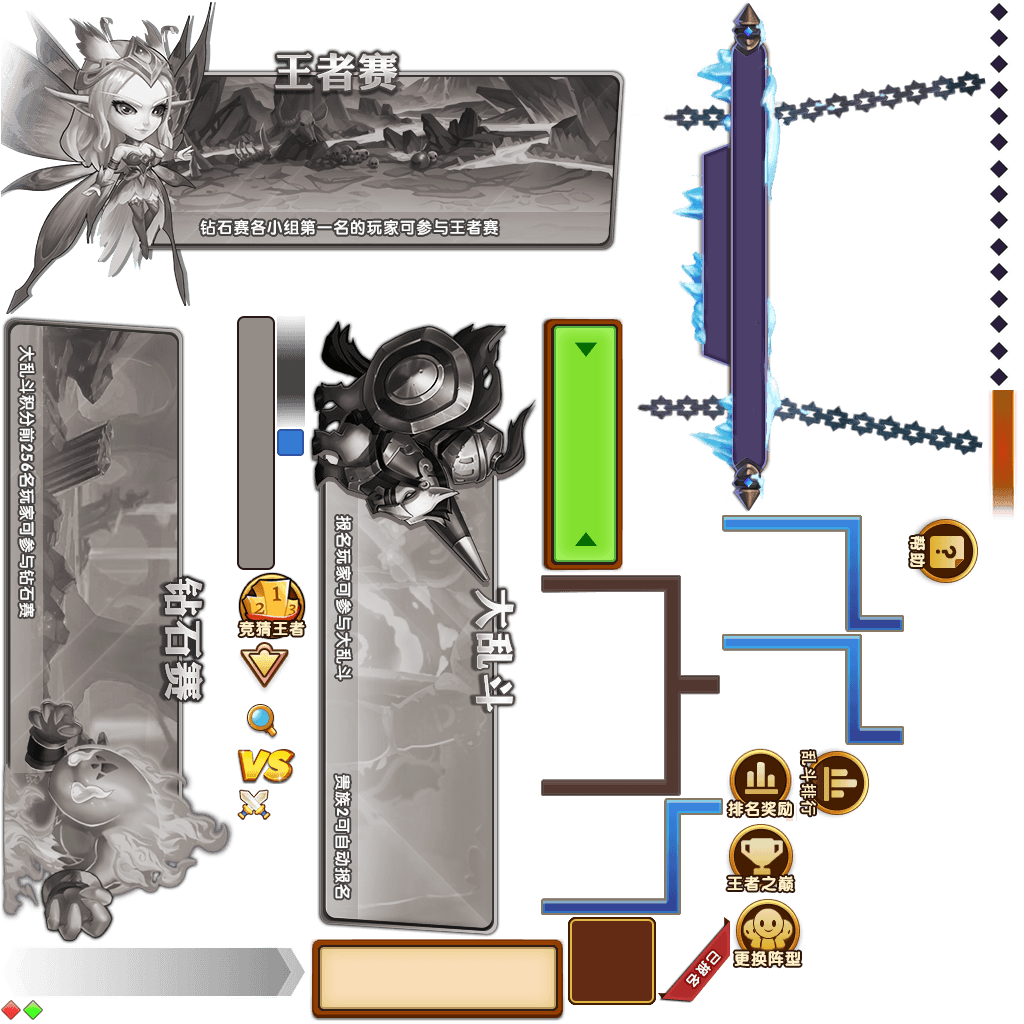 王者赛
钻石赛各小组第一名的玩家可参与王者赛
大乱斗积分前256名玩家可参与钻石赛
钻石赛
1
2
3
竞猜王者
VS
报名玩家可参与大乱斗
贵族2可自动报名
大乱斗
?
帮助
排名奖励
乱斗排行
王者之巅
更换阵型
已报名